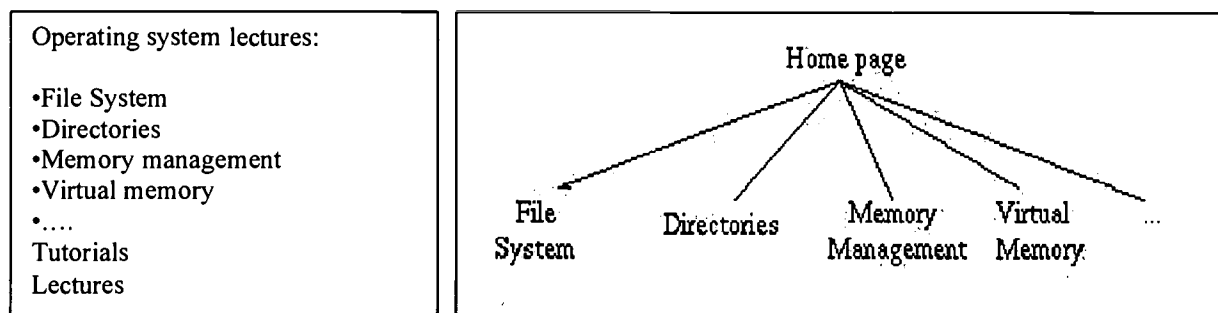 Operating system lectures:
•File System
•Directories
•Memory management
•Virtual memory
•....
Tutorials
Lectures
Home page
File System
Directories
Memory Management
Virtual Memory
...